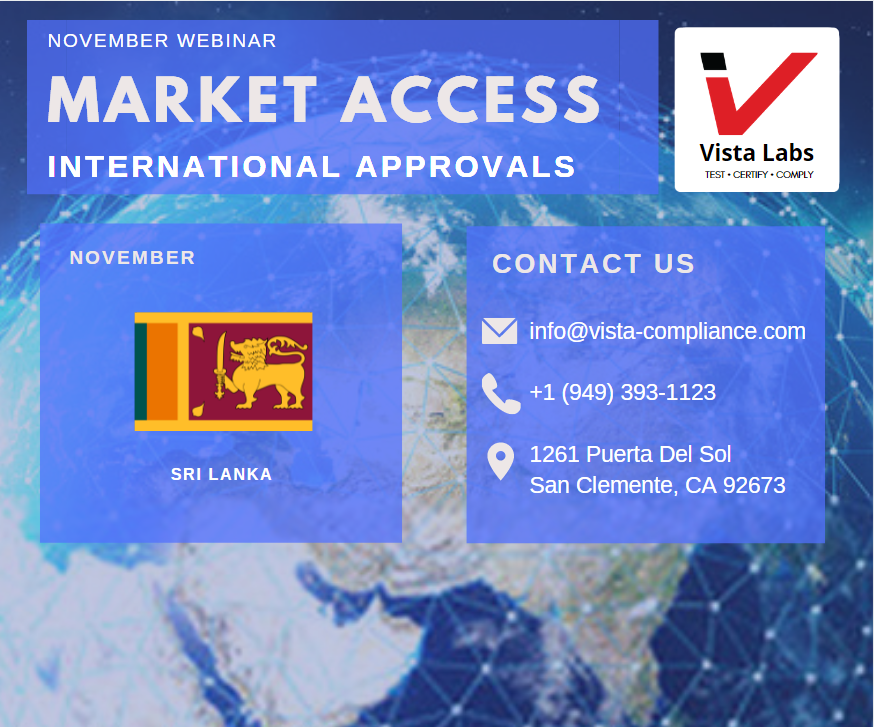 NOVEMBER WEBINAR
MARKET ACCESS
INTERNATIONAL APPROVALS
Vista Labs
TEST • CERTIFY • COMPLY
NOVEMBER
SRI LANKA
CONTACT US
info@vista-compliance.com
+1 (949) 393-1123
1261 Puerta Del Sol
San Clemente, CA 92673